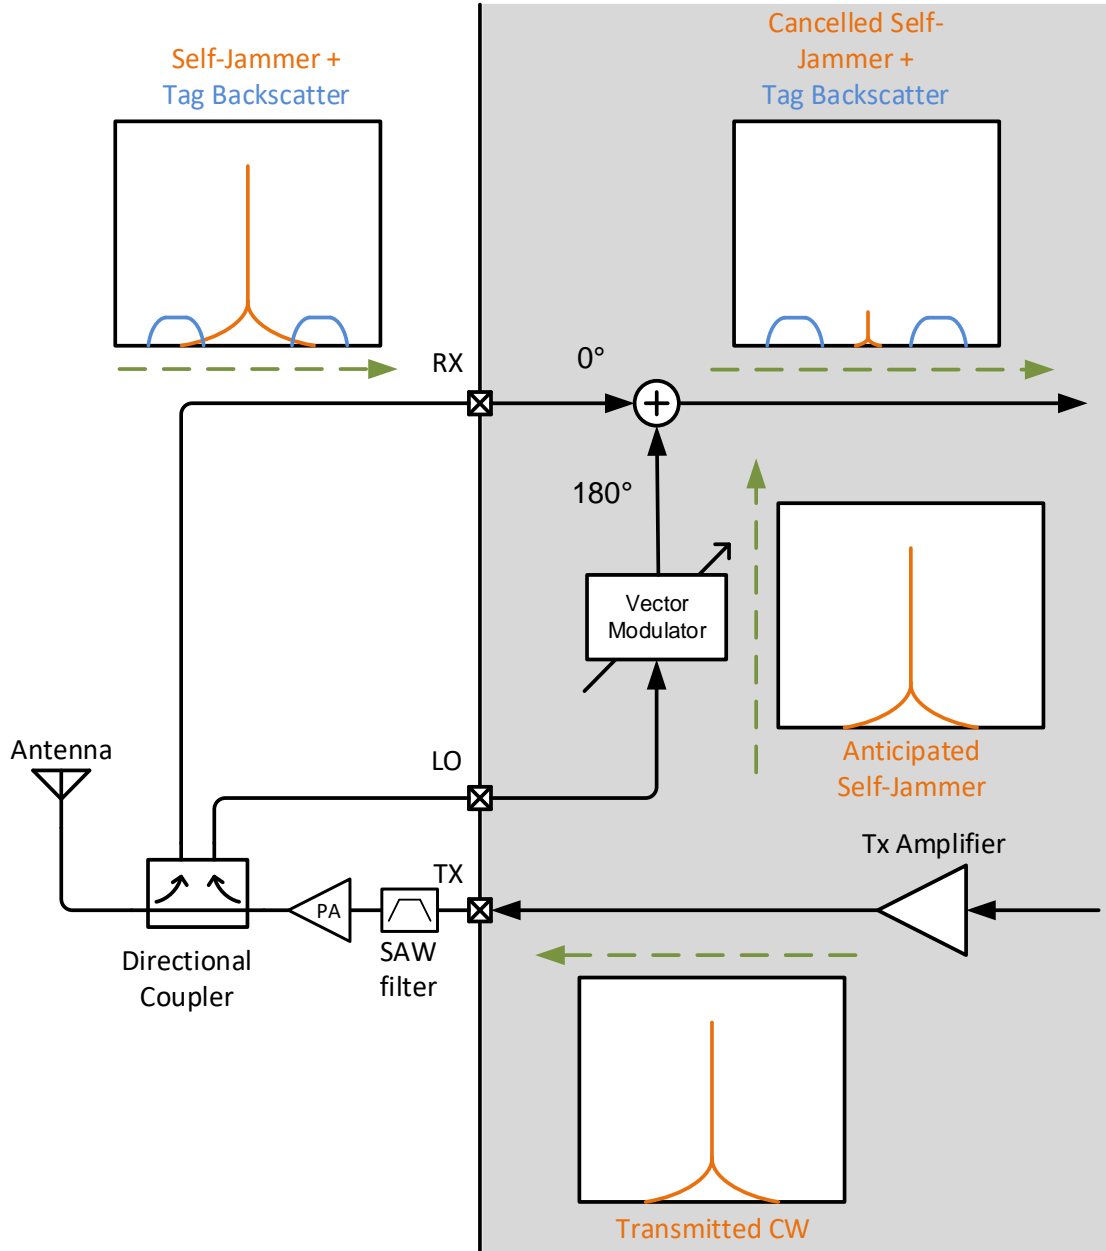 Self-Jammer +
Tag Backscatter
Cancelled Self-
Jammer +
Tag Backscatter
RX
0°
180°
Vector
Modulator
Anticipated
Self-Jammer
Antenna
LO
TX
Tx Amplifier
PA
Directional
Coupler
SAW
filter
Transmitted CW